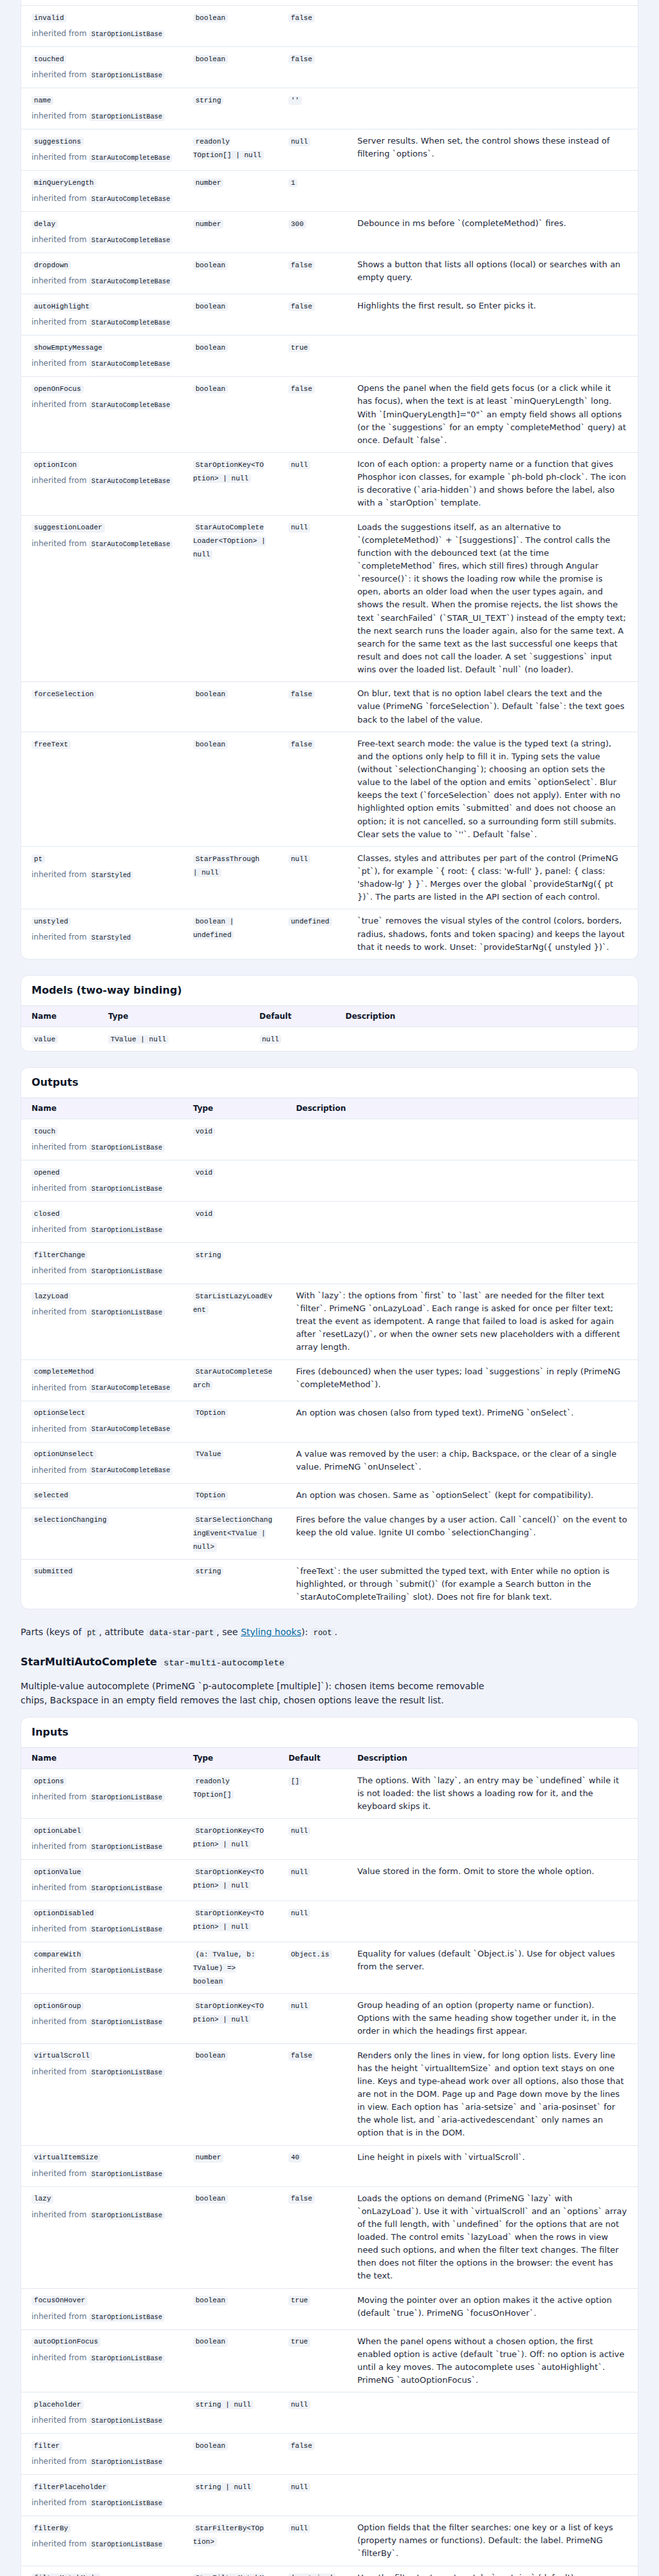 invalid boolean false
inherited from StarOptionListBase
touched boolean false
inherited from StarOptionListBase
name string ''
inherited from StarOptionListBase
suggestions readonly null Server results. When set, the control shows these instead of
TOption[] | null filtering `options`.
inherited from StarAutoCompleteBase
minQueryLength number 1
inherited from StarAutoCompleteBase
delay number 300 Debounce in ms before `(completeMethod)` fires.
inherited from StarAutoCompleteBase
dropdown boolean false Shows a button that lists all options (local) or searches with an
inherited from StarAutoCompleteBase empty query.
autoHighlight boolean false Highlights the first result, so Enter picks it.
inherited from StarAutoCompleteBase
showEmptyMessage boolean true
inherited from StarAutoCompleteBase
openOnFocus boolean false Opens the panel when the field gets focus (or a click while it
inherited from StarAutoCompleteBase has focus), when the text is at least `minQueryLength` long.
With `[minQueryLength]="0"` an empty field shows all options
(or the `suggestions` for an empty `completeMethod` query) at
once. Default `false`.
optionIcon StarOptionKey<TO null Icon of each option: a property name or a function that gives
inherited from StarAutoCompleteBase ption> | null Phosphor icon classes, for example `ph-bold ph-clock`. The icon
is decorative (`aria-hidden`) and shows before the label, also
with a `starOption` template.
suggestionLoader StarAutoComplete null Loads the suggestions itself, as an alternative to
inherited from StarAutoCompleteBase Loader<TOption> | `(completeMethod)` + `[suggestions]`. The control calls the
null function with the debounced text (at the time
`completeMethod` fires, which still fires) through Angular
`resource()`: it shows the loading row while the promise is
open, aborts an older load when the user types again, and
shows the result. When the promise rejects, the list shows the
text `searchFailed` (`STAR_UI_TEXT`) instead of the empty text;
the next search runs the loader again, also for the same text. A
search for the same text as the last successful one keeps that
result and does not call the loader. A set `suggestions` input
wins over the loaded list. Default `null` (no loader).
forceSelection boolean false On blur, text that is no option label clears the text and the
value (PrimeNG `forceSelection`). Default `false`: the text goes
back to the label of the value.
freeText boolean false Free-text search mode: the value is the typed text (a string),
and the options only help to fill it in. Typing sets the value
(without `selectionChanging`); choosing an option sets the
value to the label of the option and emits `optionSelect`. Blur
keeps the text (`forceSelection` does not apply). Enter with no
highlighted option emits `submitted` and does not choose an
option; it is not cancelled, so a surrounding form still submits.
Clear sets the value to `''`. Default `false`.
pt StarPassThrough null Classes, styles and attributes per part of the control (PrimeNG
inherited from StarStyled | null `pt`), for example `{ root: { class: 'w-full' }, panel: { class:
'shadow-lg' } }`. Merges over the global `provideStarNg({ pt
})`. The parts are listed in the API section of each control.
unstyled boolean | undefined `true` removes the visual styles of the control (colors, borders,
inherited from StarStyled undefined radius, shadows, fonts and token spacing) and keeps the layout
that it needs to work. Unset: `provideStarNg({ unstyled })`.
Models (two-way binding)
Name Type Default Description
value TValue | null null
Outputs
Name Type Description
touch void
inherited from StarOptionListBase
opened void
inherited from StarOptionListBase
closed void
inherited from StarOptionListBase
filterChange string
inherited from StarOptionListBase
lazyLoad StarListLazyLoadEv With `lazy`: the options from `first` to `last` are needed for the filter text
inherited from StarOptionListBase ent `filter`. PrimeNG `onLazyLoad`. Each range is asked for once per filter text;
treat the event as idempotent. A range that failed to load is asked for again
after `resetLazy()`, or when the owner sets new placeholders with a different
array length.
completeMethod StarAutoCompleteSe Fires (debounced) when the user types; load `suggestions` in reply (PrimeNG
inherited from StarAutoCompleteBase arch `completeMethod`).
optionSelect TOption An option was chosen (also from typed text). PrimeNG `onSelect`.
inherited from StarAutoCompleteBase
optionUnselect TValue A value was removed by the user: a chip, Backspace, or the clear of a single
inherited from StarAutoCompleteBase value. PrimeNG `onUnselect`.
selected TOption An option was chosen. Same as `optionSelect` (kept for compatibility).
selectionChanging StarSelectionChang Fires before the value changes by a user action. Call `cancel()` on the event to
ingEvent<TValue | keep the old value. Ignite UI combo `selectionChanging`.
null>
submitted string `freeText`: the user submitted the typed text, with Enter while no option is
highlighted, or through `submit()` (for example a Search button in the
`starAutoCompleteTrailing` slot). Does not fire for blank text.
Parts (keys of pt , attribute data-star-part , see Styling hooks): root .
StarMultiAutoComplete star-multi-autocomplete
Multiple-value autocomplete (PrimeNG `p-autocomplete [multiple]`): chosen items become removable
chips, Backspace in an empty field removes the last chip, chosen options leave the result list.
Inputs
Name Type Default Description
options readonly [] The options. With `lazy`, an entry may be `undefined` while it
inherited from StarOptionListBase TOption[] is not loaded: the list shows a loading row for it, and the
keyboard skips it.
optionLabel StarOptionKey<TO null
inherited from StarOptionListBase ption> | null
optionValue StarOptionKey<TO null Value stored in the form. Omit to store the whole option.
inherited from StarOptionListBase ption> | null
optionDisabled StarOptionKey<TO null
inherited from StarOptionListBase ption> | null
compareWith (a: TValue, b: Object.is Equality for values (default `Object.is`). Use for object values
inherited from StarOptionListBase TValue) => from the server.
boolean
optionGroup StarOptionKey<TO null Group heading of an option (property name or function).
inherited from StarOptionListBase ption> | null Options with the same heading show together under it, in the
order in which the headings first appear.
virtualScroll boolean false Renders only the lines in view, for long option lists. Every line
inherited from StarOptionListBase has the height `virtualItemSize` and option text stays on one
line. Keys and type-ahead work over all options, also those that
are not in the DOM. Page up and Page down move by the lines
in view. Each option has `aria-setsize` and `aria-posinset` for
the whole list, and `aria-activedescendant` only names an
option that is in the DOM.
virtualItemSize number 40 Line height in pixels with `virtualScroll`.
inherited from StarOptionListBase
lazy boolean false Loads the options on demand (PrimeNG `lazy` with
inherited from StarOptionListBase `onLazyLoad`). Use it with `virtualScroll` and an `options` array
of the full length, with `undefined` for the options that are not
loaded. The control emits `lazyLoad` when the rows in view
need such options, and when the filter text changes. The filter
then does not filter the options in the browser: the event has
the text.
focusOnHover boolean true Moving the pointer over an option makes it the active option
inherited from StarOptionListBase (default `true`). PrimeNG `focusOnHover`.
autoOptionFocus boolean true When the panel opens without a chosen option, the first
inherited from StarOptionListBase enabled option is active (default `true`). Off: no option is active
until a key moves. The autocomplete uses `autoHighlight`.
PrimeNG `autoOptionFocus`.
placeholder string | null null
inherited from StarOptionListBase
filter boolean false
inherited from StarOptionListBase
filterPlaceholder string | null null
inherited from StarOptionListBase
filterBy StarFilterBy<TOp null Option fields that the filter searches: one key or a list of keys
inherited from StarOptionListBase tion> (property names or functions). Default: the label. PrimeNG
`filterBy`.